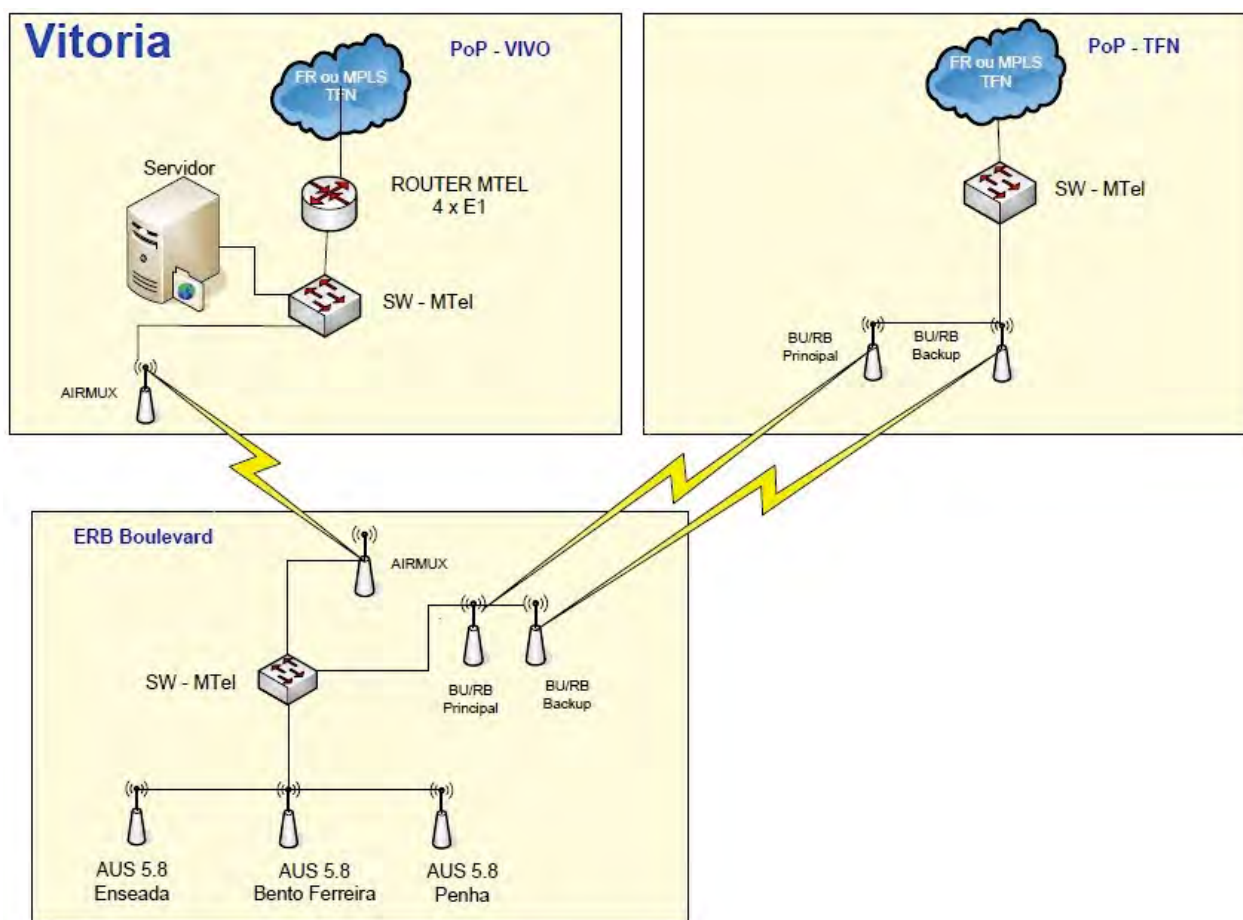 Vitoria
PoP - VIVO
FR ou MPLS
TFN
Servidor
ROUTER MTEL
4 x E1
SW - MTel
AIRMUX
PoP - TFN
FR ou MPLS
TFN
SW - MTel
BU/RB
Principal
BU/RB
Backup
ERB Boulevard
AIRMUX
SW - MTel
BU/RB
Principal
BU/RB
Backup
AUS 5.8
Enseada
AUS 5.8
Bento Ferreira
AUS 5.8
Penha